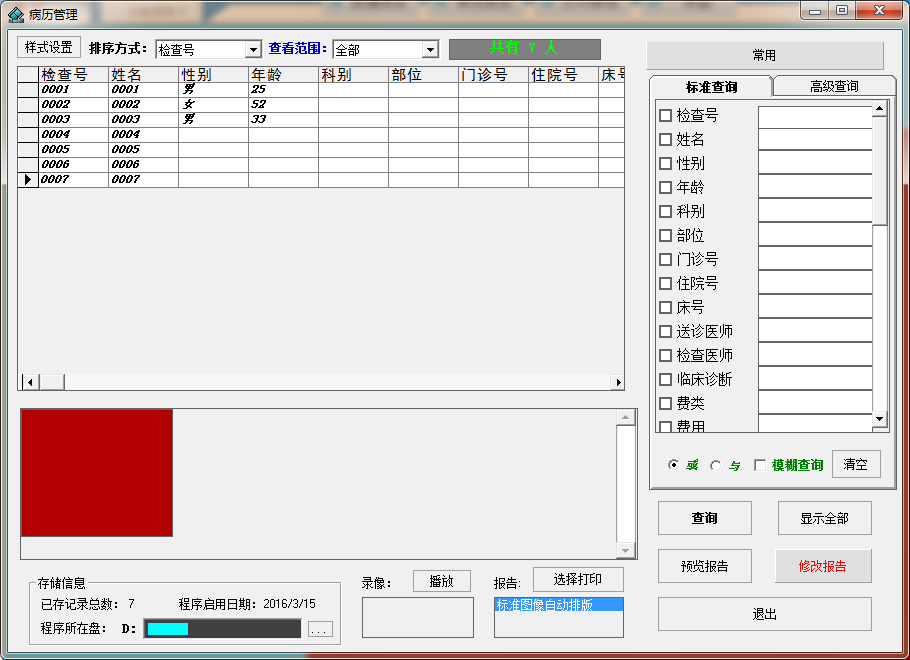 病历管理
样式设置 排序方式: 检查号 查看范围: 全部 共有 7 人
检查号 姓名 性别 年龄 科别 部位 门诊号 住院号 床号
0001 0001 男 25
0002 0002 女 52
0003 0003 男 33
0004 0004
0005 0005
0006 0006
0007 0007
常用
标准查询 高级查询
检查号
姓名
性别
年龄
科别
部位
门诊号
住院号
床号
送诊医师
检查医师
临床诊断
费类
费用
或 与 模糊查询 清空
查询 显示全部
预览报告 修改报告
退出
存储信息
已存记录总数: 7 程序启用日期: 2016/3/15
程序所在盘: D: ...
录像: 播放
报告: 选择打印
标准图像自动排版